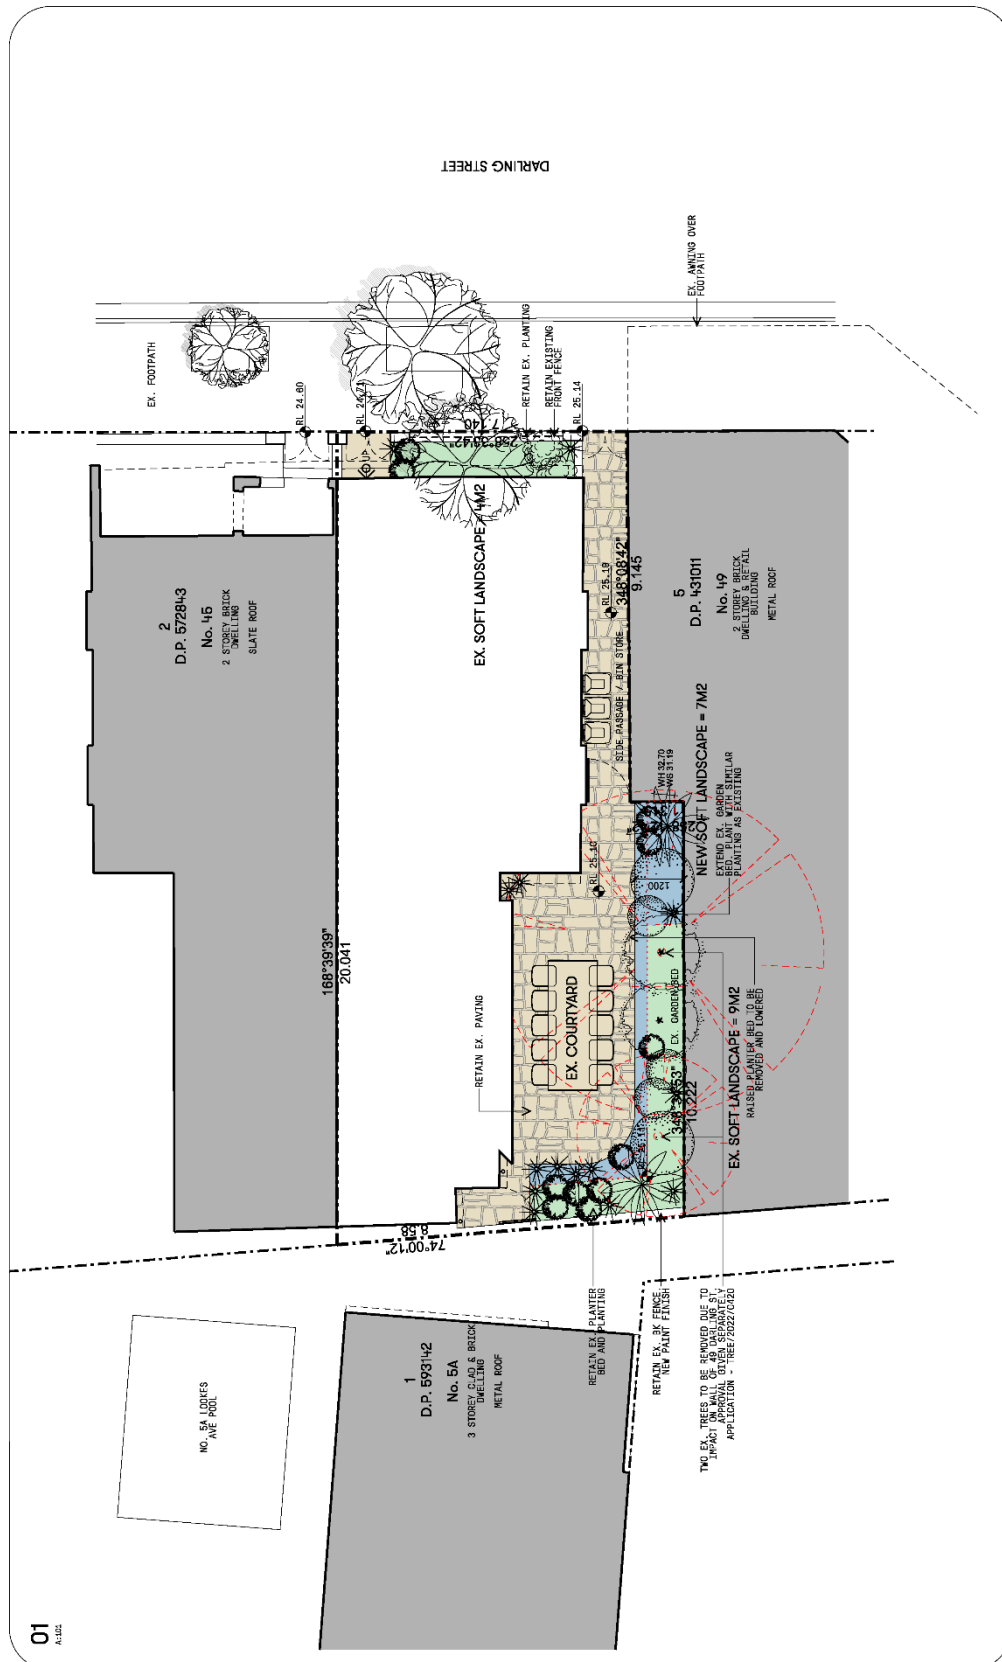 DARLING STREET
EX. AWNING OVER
FOOTPATH
EX. FOOTPATH
RETAIN EX. PLANTING
RETAIN EXISTING
FRONT FENCE
RL 24.60
RL 24.71
RL 25.14
7.140
EX. SOFT LANDSCAPE = 4M2
2
D.P. 572843
No. 45
2 STOREY BRICK
DWELLING
SLATE ROOF
348°08'42"
9.145
RL 25.19
5
D.P. 431011
No. 49
2 STOREY BRICK
DWELLING & RETAIL
BUILDING
METAL ROOF
SIDE PASSAGE / BIN STORE
WH 32.70
WS 31.19
NEW SOFT LANDSCAPE = 7M2
EXTEND EX. GARDEN
BED. PLANT WITH SIMILAR
PLANTING AS EXISTING
1200
RL 25.10
168°39'39"
20.041
RETAIN EX. PAVING
EX. COURTYARD
EX. GARDEN BED
EX. SOFT LANDSCAPE = 9M2
RAISED PLANTER BED TO BE
REMOVED AND LOWERED
10.222
74°00'12"
8.58
RETAIN EX. PLANTER
BED AND PLANTING
RETAIN EX. BK FENCE.
NEW PAINT FINISH
TWO EX. TREES TO BE REMOVED DUE TO
IMPACT ON WALL OF 49 DARLING ST.
APPROVAL GIVEN SEPARATELY
APPLICATION - TREE/2022/0420
1
D.P. 593142
No. 5A
3 STOREY CLAD & BRICK
DWELLING
METAL ROOF
NO. 5A LOOKES
AVE POOL
01
A:101